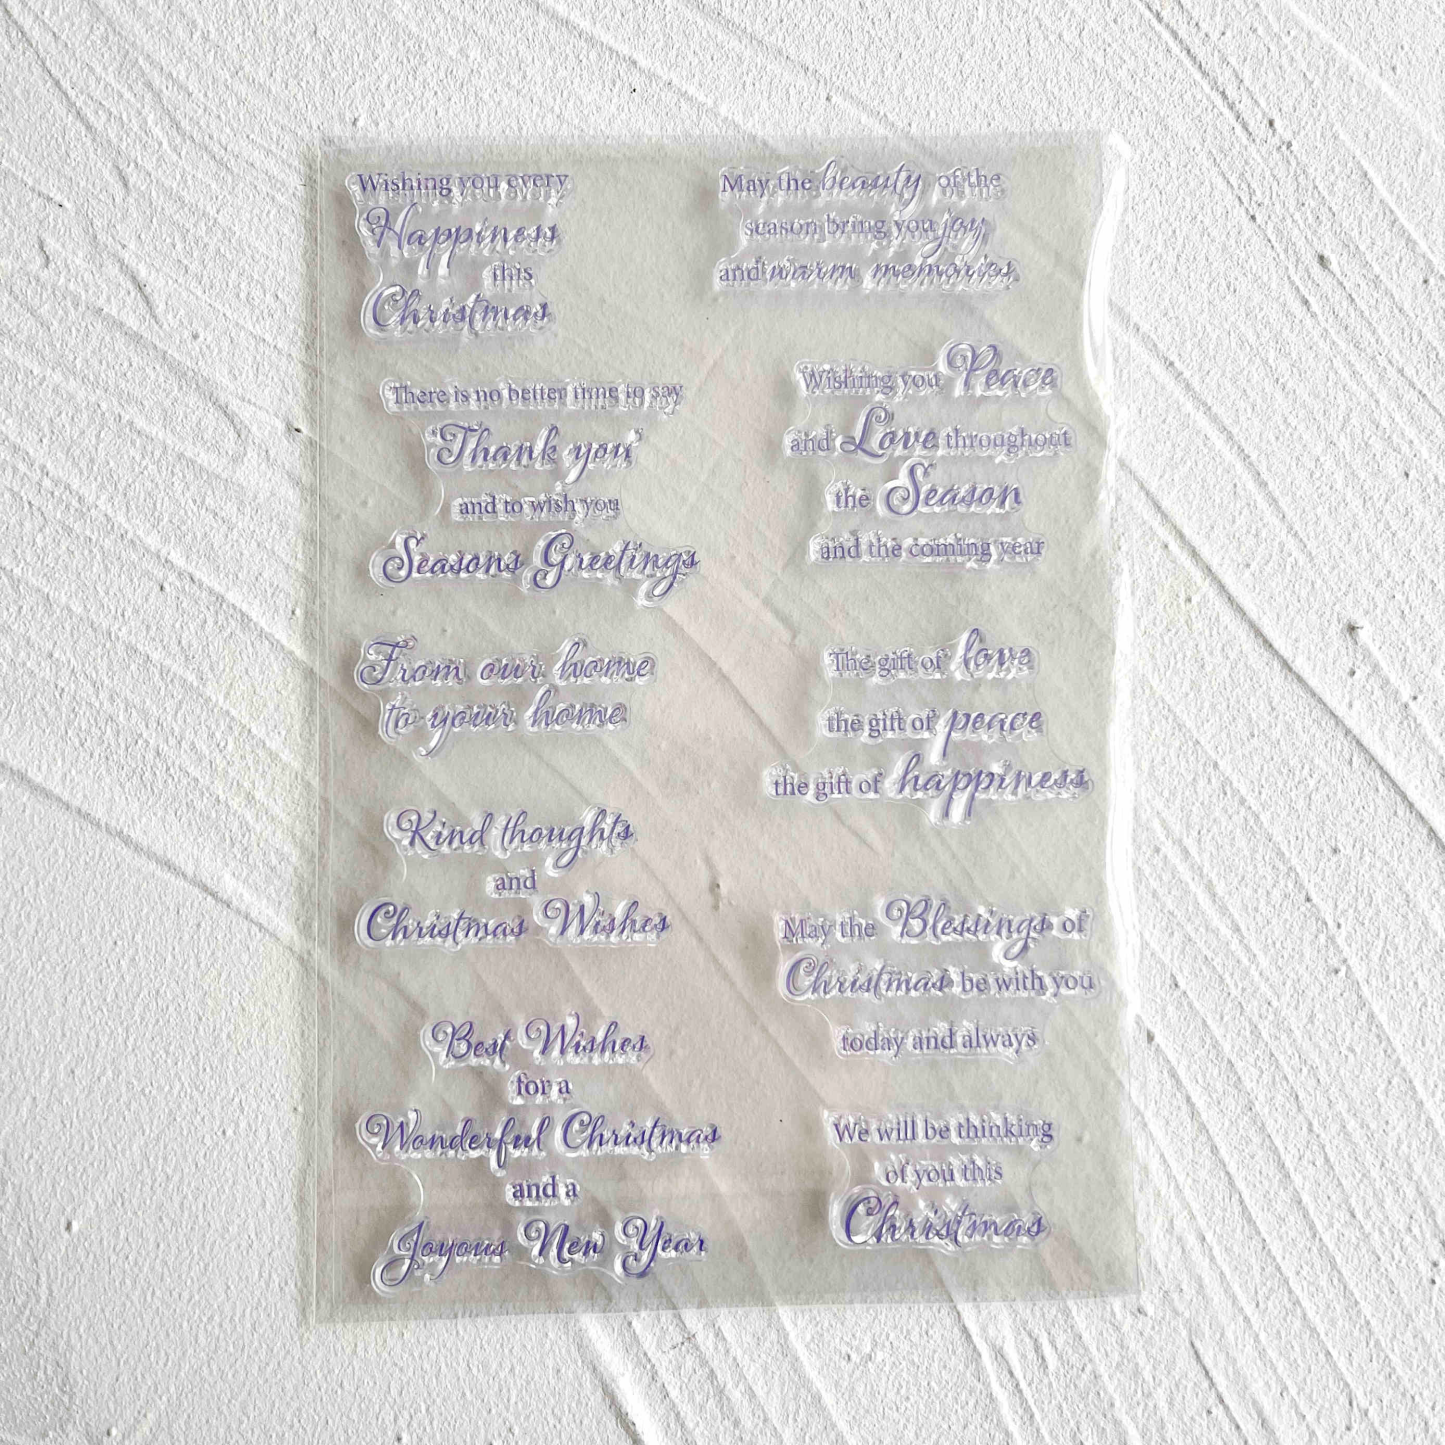 Wishing you every
Happiness
this
Christmas
There is no better time to say
'Thank you'
and to wish you
Seasons Greetings
From our home
to your home
Kind thoughts
and
Christmas Wishes
Best Wishes
for a
Wonderful Christmas
and a
Joyous New Year
May the beauty of the
season bring you joy,
and warm memories.
Wishing you Peace
and Love throughout
the Season
and the coming year
The gift of love
the gift of peace
the gift of happiness
May the Blessings of
Christmas be with you
today and always
We will be thinking
of you this
Christmas